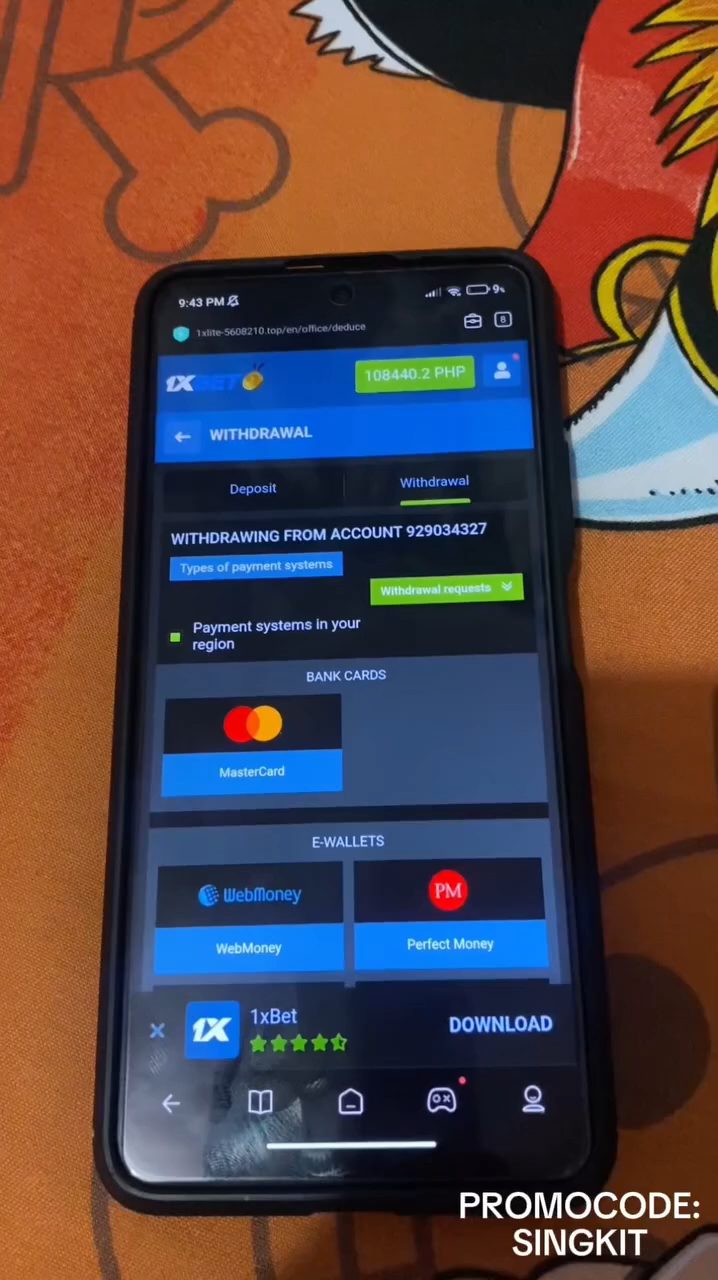 9:43 PM
9%
1xlite-5608210.top/en/office/deduce
8
1XBET
108440.2 PHP
WITHDRAWAL
Deposit
Withdrawal
WITHDRAWING FROM ACCOUNT 929034327
Types of payment systems
Withdrawal requests
Payment systems in your
region
BANK CARDS
MasterCard
E-WALLETS
WebMoney
PM
WebMoney
Perfect Money
1X
1xBet
DOWNLOAD
PROMOCODE:
SINGKIT